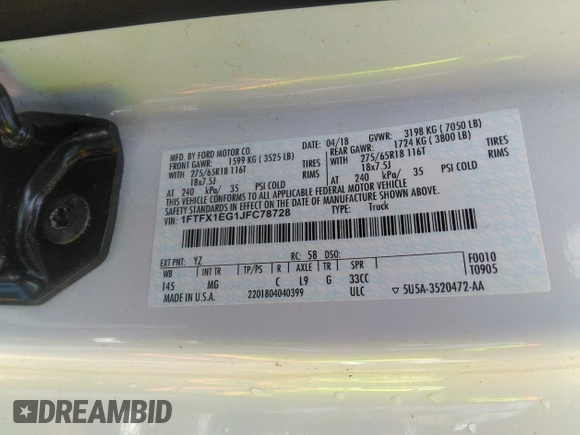 MFD. BY FORD MOTOR CO.
04/18 GVWR: 3198 KG ( 7050 LB)
FRONT GAWR: 1599 KG ( 3525 LB)
REAR GAWR: 1724 KG ( 3800 LB)
WITH 275/65R18 116T
WITH 275/65R18 116T
18x7.5J
18x7.5J
AT 240 kPa/ 35 PSI COLD
AT 240 kPa/ 35 PSI COLD
THIS VEHICLE CONFORMS TO ALL APPLICABLE FEDERAL MOTOR VEHICLE
SAFETY STANDARDS IN EFFECT ON THE DATE OF MANUFACTURE SHOWN ABOVE.
VIN: 1FTFX1EG1JFC78728
TYPE: Truck
EXT PNT: YZ RC: 58 DSO: F0010
WB INT TR TP/PS R AXLE TR SPR T0905
145 MG C L9 G 33CC
MADE IN U.S.A. 2201804040399 ULC ▽ 5U5A-3520472-AA
DREAMBID